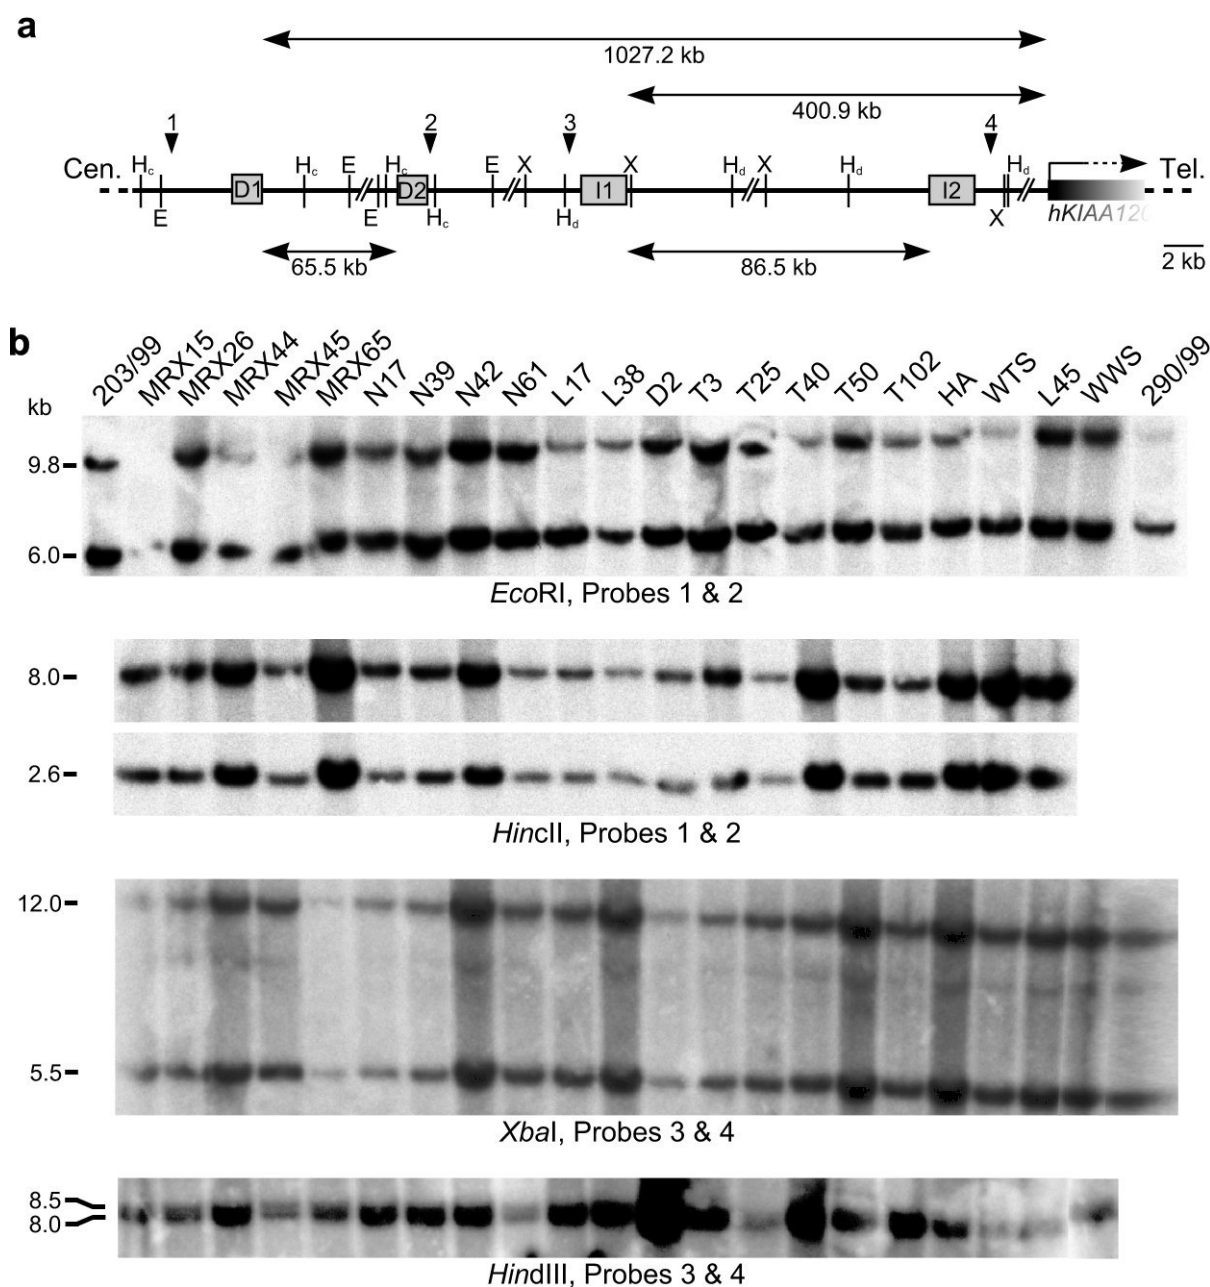 a
1027.2 kb
400.9 kb
1 2 3 4
Cen. Hc Hc E Hc E X X Hd X Hd Hd Tel.
D1 D2 I1 I2
E E Hc Hd X hKIAA120
65.5 kb 86.5 kb 2 kb
b
203/99 MRX15 MRX26 MRX44 MRX45 MRX65 N17 N39 N42 N61 L17 L38 D2 T3 T25 T40 T50 T102 HA WTS L45 WWS 290/99
kb
9.8
6.0
EcoRI, Probes 1 & 2
8.0
2.6
HincII, Probes 1 & 2
12.0
5.5
XbaI, Probes 3 & 4
8.5
8.0
HindIII, Probes 3 & 4